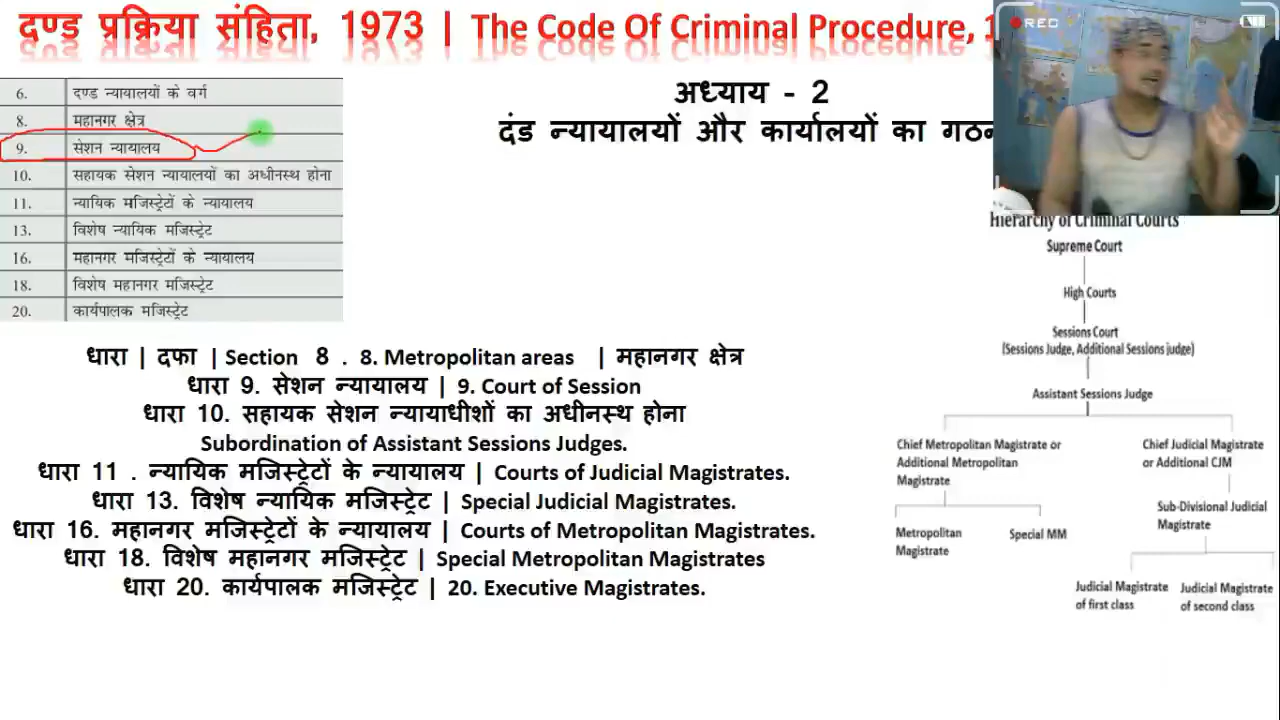 दण्ड प्रक्रिया संहिता, 1973 | The Code Of Criminal Procedure, 1
REC
6. दण्ड न्यायालयों के वर्ग
8. महानगर क्षेत्र
9. सेशन न्यायालय
10. सहायक सेशन न्यायालयों का अधीनस्थ होना
11. न्यायिक मजिस्ट्रेटों के न्यायालय
13. विशेष न्यायिक मजिस्ट्रेट
16. महानगर मजिस्ट्रेटों के न्यायालय
18. विशेष महानगर मजिस्ट्रेट
20. कार्यपालक मजिस्ट्रेट
अध्याय - 2
दंड न्यायालयों और कार्यालयों का गठन
धारा | दफा | Section 8 . 8. Metropolitan areas | महानगर क्षेत्र
धारा 9. सेशन न्यायालय | 9. Court of Session
धारा 10. सहायक सेशन न्यायाधीशों का अधीनस्थ होना
Subordination of Assistant Sessions Judges.
धारा 11 . न्यायिक मजिस्ट्रेटों के न्यायालय | Courts of Judicial Magistrates.
धारा 13. विशेष न्यायिक मजिस्ट्रेट | Special Judicial Magistrates.
धारा 16. महानगर मजिस्ट्रेटों के न्यायालय | Courts of Metropolitan Magistrates.
धारा 18. विशेष महानगर मजिस्ट्रेट | Special Metropolitan Magistrates
धारा 20. कार्यपालक मजिस्ट्रेट | 20. Executive Magistrates.
Hierarchy of Criminal Courts
Supreme Court
High Courts
Sessions Court
(Sessions Judge, Additional Sessions judge)
Assistant Sessions Judge
Chief Metropolitan Magistrate or
Additional Metropolitan
Magistrate
Chief Judicial Magistrate
or Additional CJM
Metropolitan
Magistrate
Special MM
Sub-Divisional Judicial
Magistrate
Judicial Magistrate
of first class
Judicial Magistrate
of second class